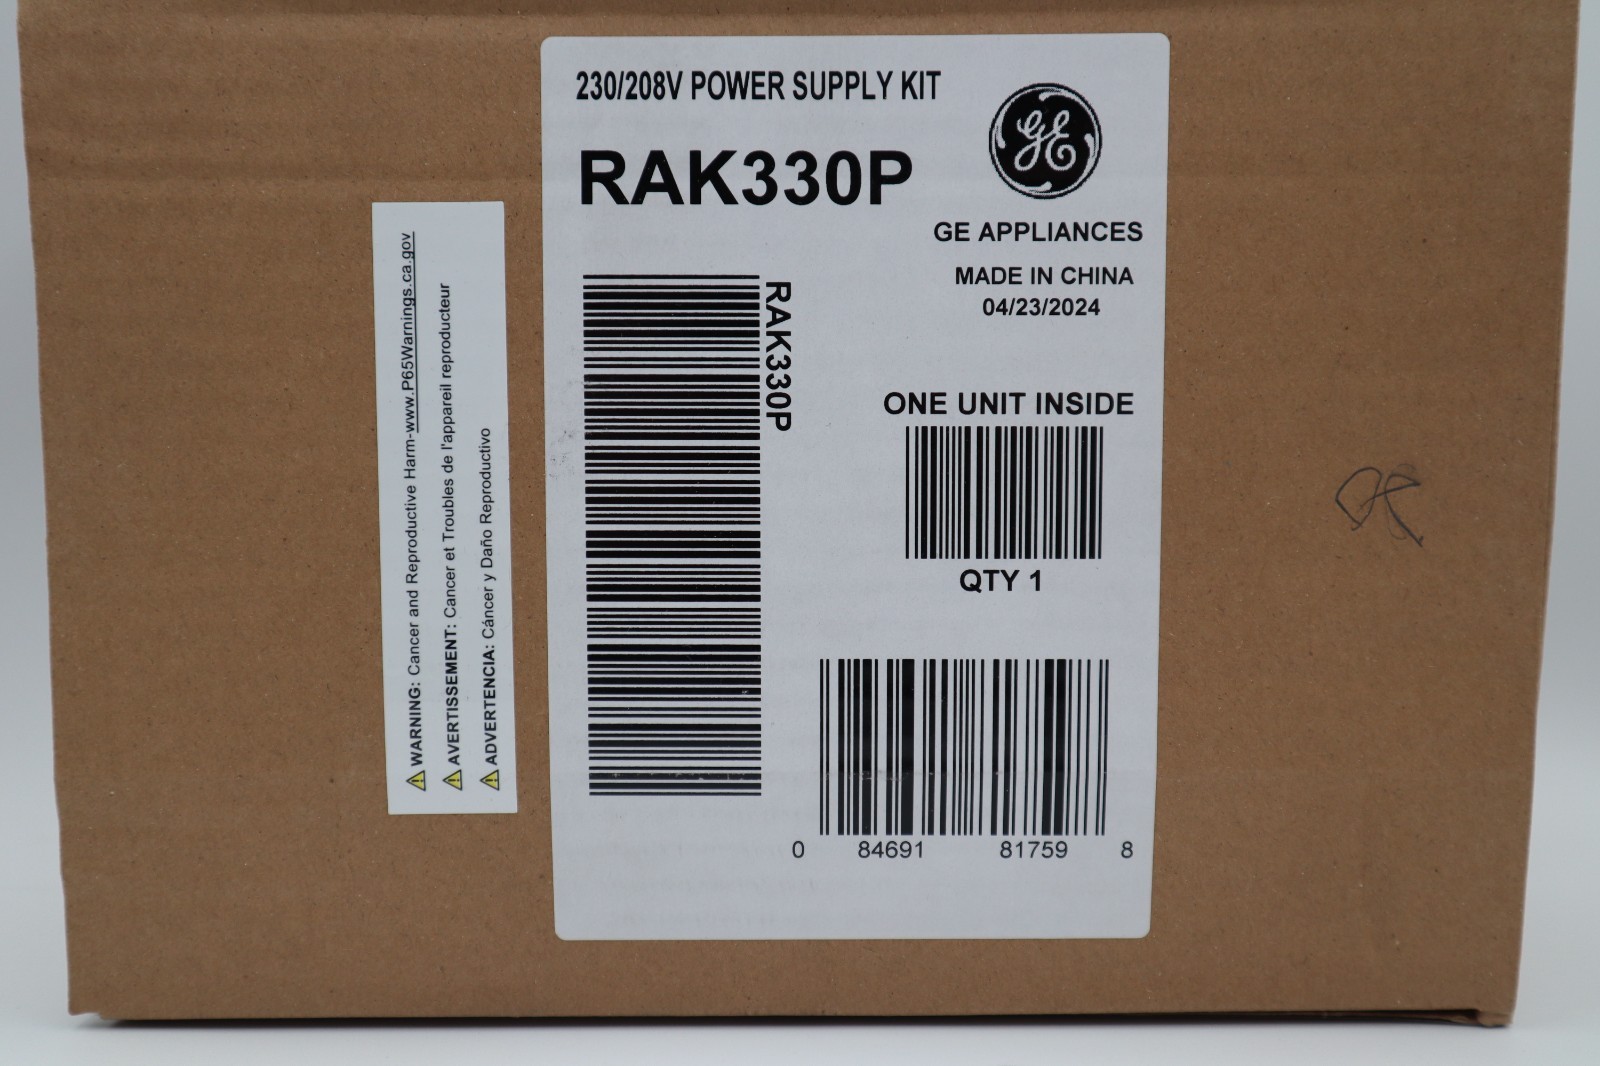 230/208V POWER SUPPLY KIT
RAK330P
GE
GE APPLIANCES
MADE IN CHINA
04/23/2024
RAK330P
ONE UNIT INSIDE
QTY 1
0 84691 81759 8
WARNING: Cancer and Reproductive Harm-www.P65Warnings.ca.gov
AVERTISSEMENT: Cancer et Troubles de l'appareil reproducteur
ADVERTENCIA: Cáncer y Daño Reproductivo